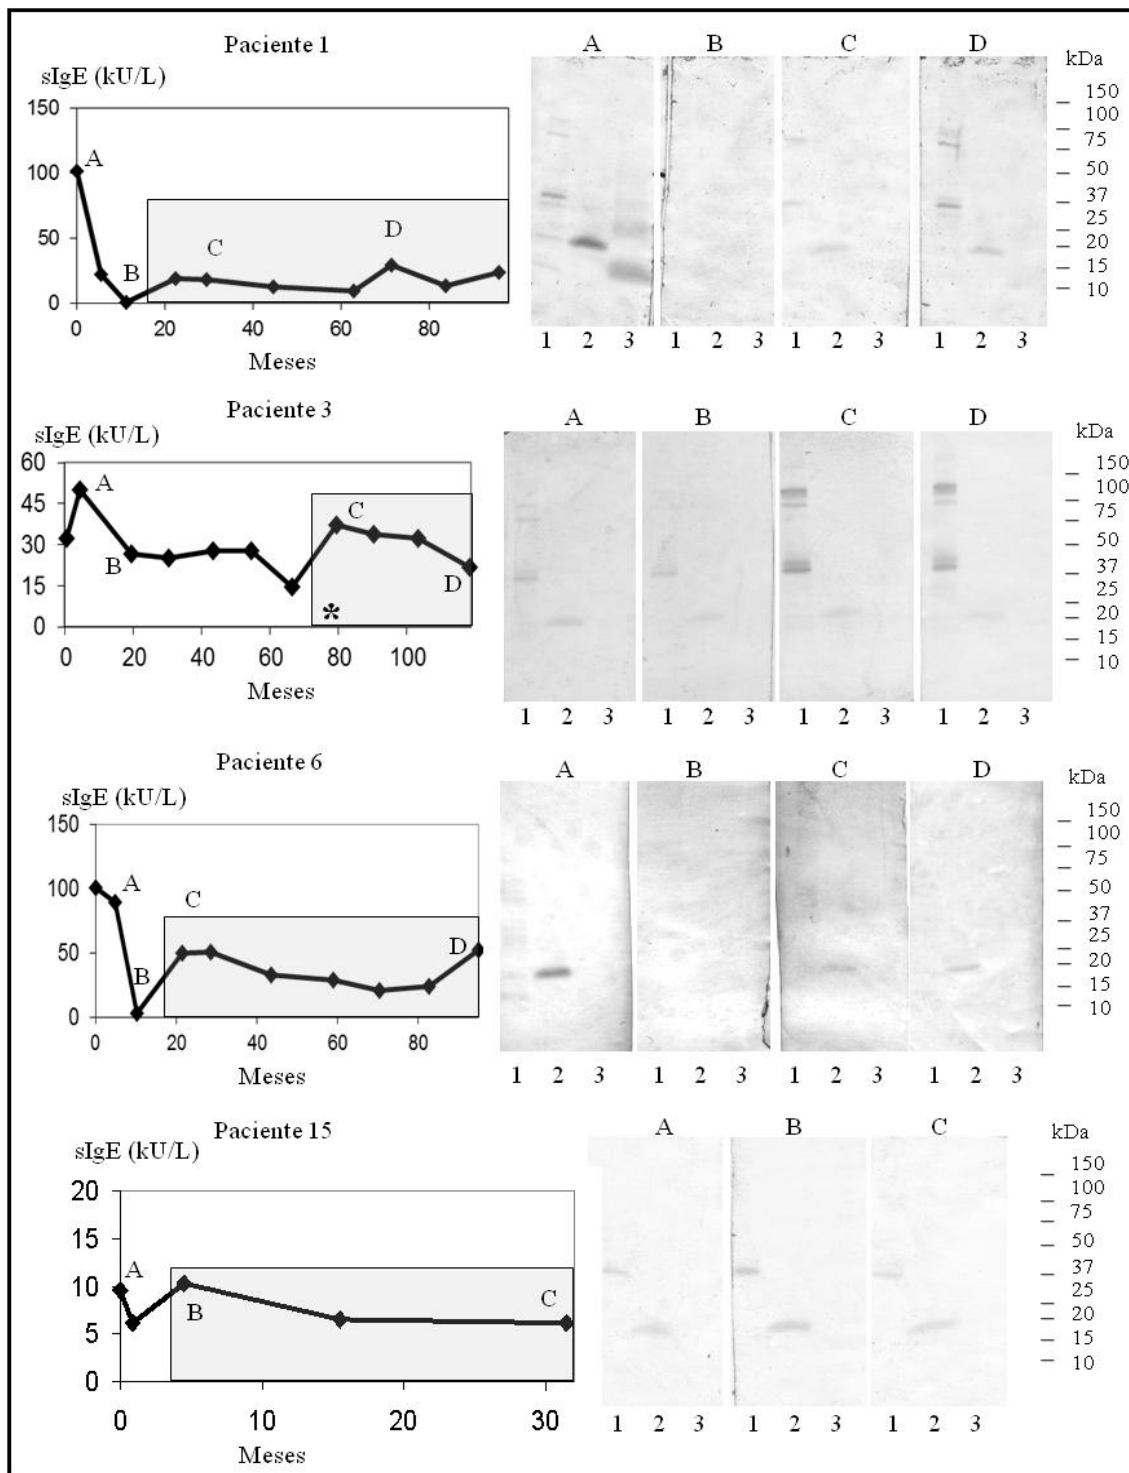 Paciente 1
sIgE (kU/L)
150
100
50
0
A
B
C
D
0 20 40 60 80
Meses
A B C D
kDa
150
100
75
50
37
25
20
15
10
1 2 3 1 2 3 1 2 3 1 2 3
Paciente 3
sIgE (kU/L)
60
45
30
15
0
A
B
C
D
*
0 20 40 60 80 100
Meses
A B C D
kDa
150
100
75
50
37
25
20
15
10
1 2 3 1 2 3 1 2 3 1 2 3
Paciente 6
sIgE (kU/L)
150
100
50
0
A
B
C
D
0 20 40 60 80
Meses
A B C D
kDa
150
100
75
50
37
25
20
15
10
1 2 3 1 2 3 1 2 3 1 2 3
Paciente 15
sIgE (kU/L)
20
15
10
5
0
A
B
C
0 10 20 30
Meses
A B C
kDa
150
100
75
50
37
25
20
15
10
1 2 3 1 2 3 1 2 3